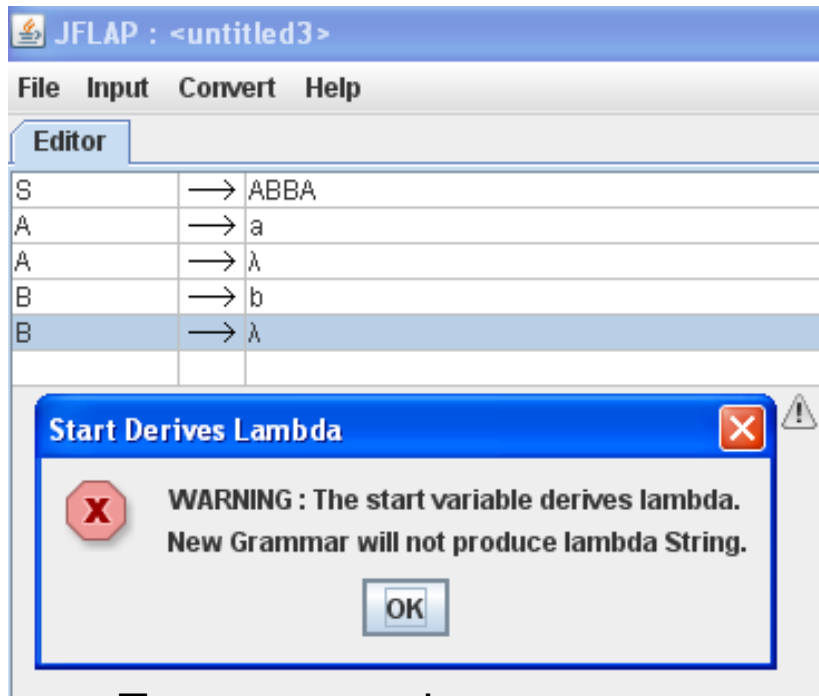 JFLAP : <untitled3>
File Input Convert Help
Editor
S → ABBA
A → a
A → λ
B → b
B → λ
Start Derives Lambda
WARNING : The start variable derives lambda.
New Grammar will not produce lambda String.
OK